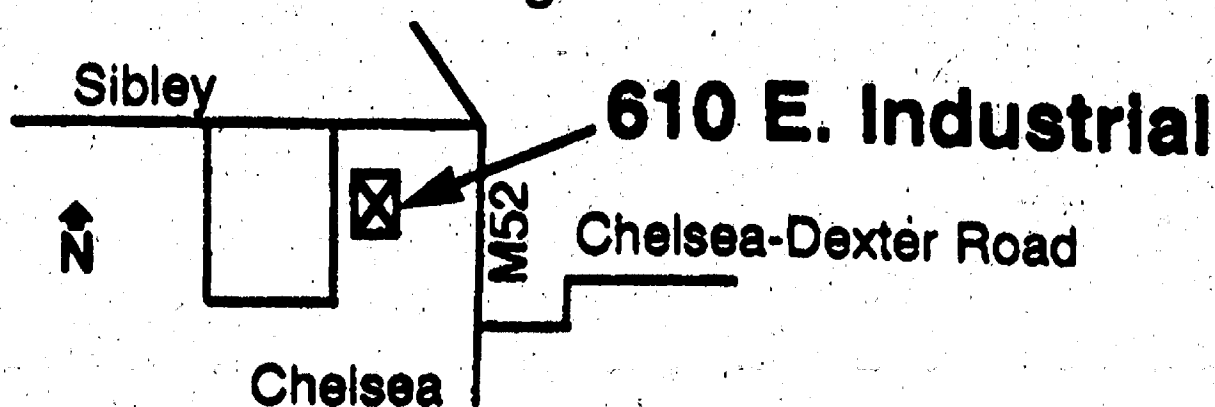 Sibley
610 E. Industrial
M52
N
Chelsea-Dexter Road
Chelsea